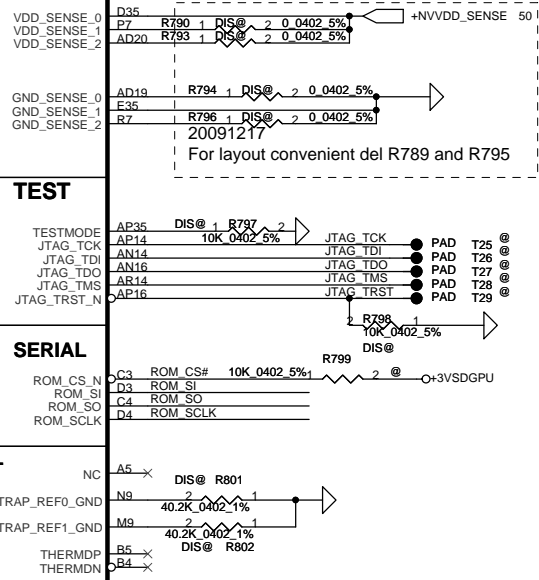 VDD_SENSE_0 D35 +NVVDD_SENSE 50
VDD_SENSE_1 P7 R790 1 DIS@ 2 0_0402_5%
VDD_SENSE_2 AD20 R793 1 DIS@ 2 0_0402_5%
GND_SENSE_0 AD19 R794 1 DIS@ 2 0_0402_5%
GND_SENSE_1 E35
GND_SENSE_2 R7 R796 1 DIS@ 2 0_0402_5%
20091217
For layout convenient del R789 and R795
TEST
TESTMODE AP35 DIS@ 1 R797 2
10K_0402_5%
JTAG_TCK AP14 JTAG_TCK PAD T25 @
JTAG_TDI AN14 JTAG_TDI PAD T26 @
JTAG_TDO AN16 JTAG_TDO PAD T27 @
JTAG_TMS AR14 JTAG_TMS PAD T28 @
JTAG_TRST_N AP16 JTAG_TRST PAD T29 @
2 R798 1
10K_0402_5%
DIS@
SERIAL
R799
ROM_CS_N C3 ROM_CS# 10K_0402_5% 1 2 @ +3VSDGPU
ROM_SI D3 ROM_SI
ROM_SO C4 ROM_SO
ROM_SCLK D4 ROM_SCLK
NC A5
DIS@ R801
TRAP_REF0_GND N9 2 1
40.2K_0402_1%
TRAP_REF1_GND M9 2 1
40.2K_0402_1%
DIS@ R802
THERMDP B5
THERMDN B4